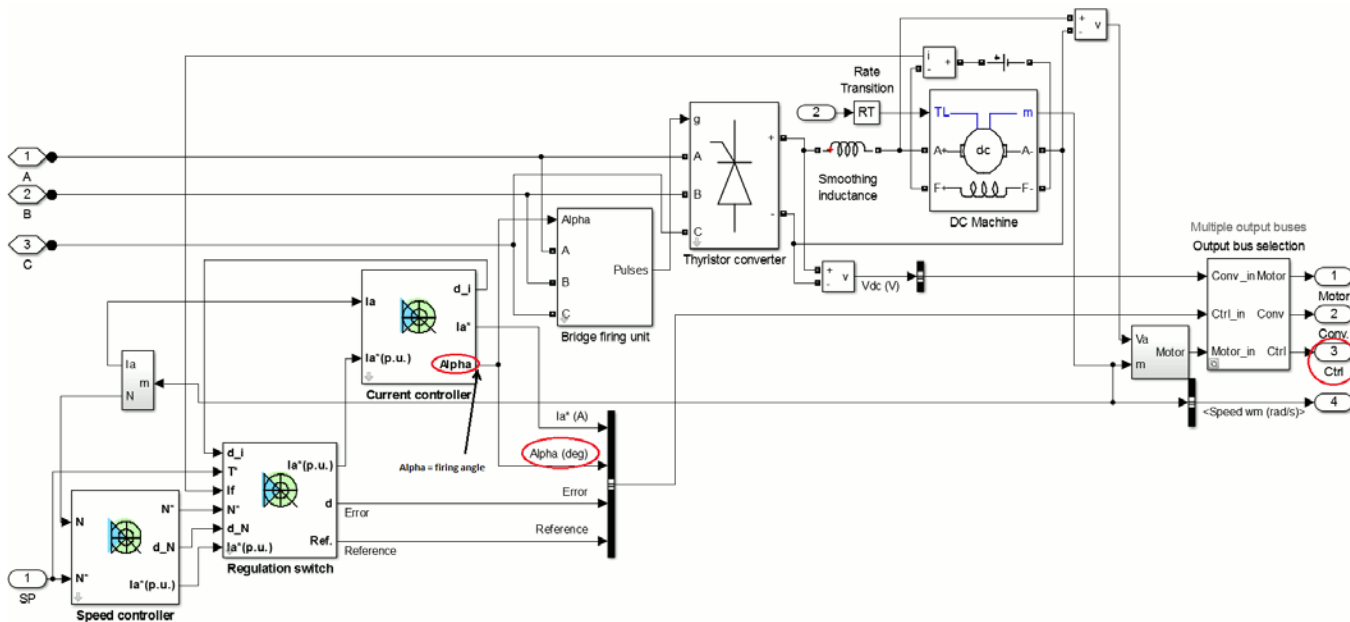 +
-
v
i
-
+
Rate
Transition
2
RT
TL
m
dc
A+
A-
F+
F-
DC Machine
g
A
B
C
+
-
Thyristor converter
Smoothing
inductance
1
A
2
B
3
C
Alpha
A
B
C
Pulses
Bridge firing unit
+
-
v
Vdc (V)
Multiple output buses
Output bus selection
Conv_in
Motor
Ctrl_in
Conv
Motor_in
Ctrl
1
Motor
2
Conv.
3
Ctrl
4
Va
m
Motor
<Speed wm (rad/s)>
Ia
Ia*(p.u.)
d_i
Ia*
Alpha
Current controller
Ia
N
m
Alpha = firing angle
Ia* (A)
Alpha (deg)
Error
Reference
d_i
T*
If
N*
d_N
Ia*(p.u.)
Ia*(p.u.)
d
Ref.
Error
Reference
Regulation switch
N
N*
N*
d_N
Ia*(p.u.)
Speed controller
1
SP